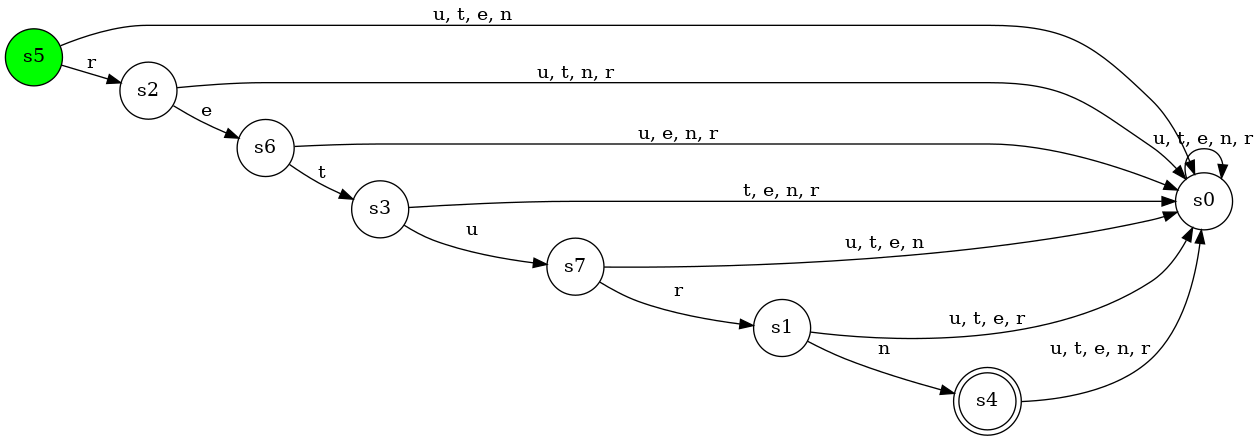 u, t, e, n
s5
r
s2
u, t, n, r
e
s6
u, e, n, r
u, t, e, n, r
t
s3
t, e, n, r
s0
u
s7
u, t, e, n
r
s1
u, t, e, r
n
u, t, e, n, r
s4